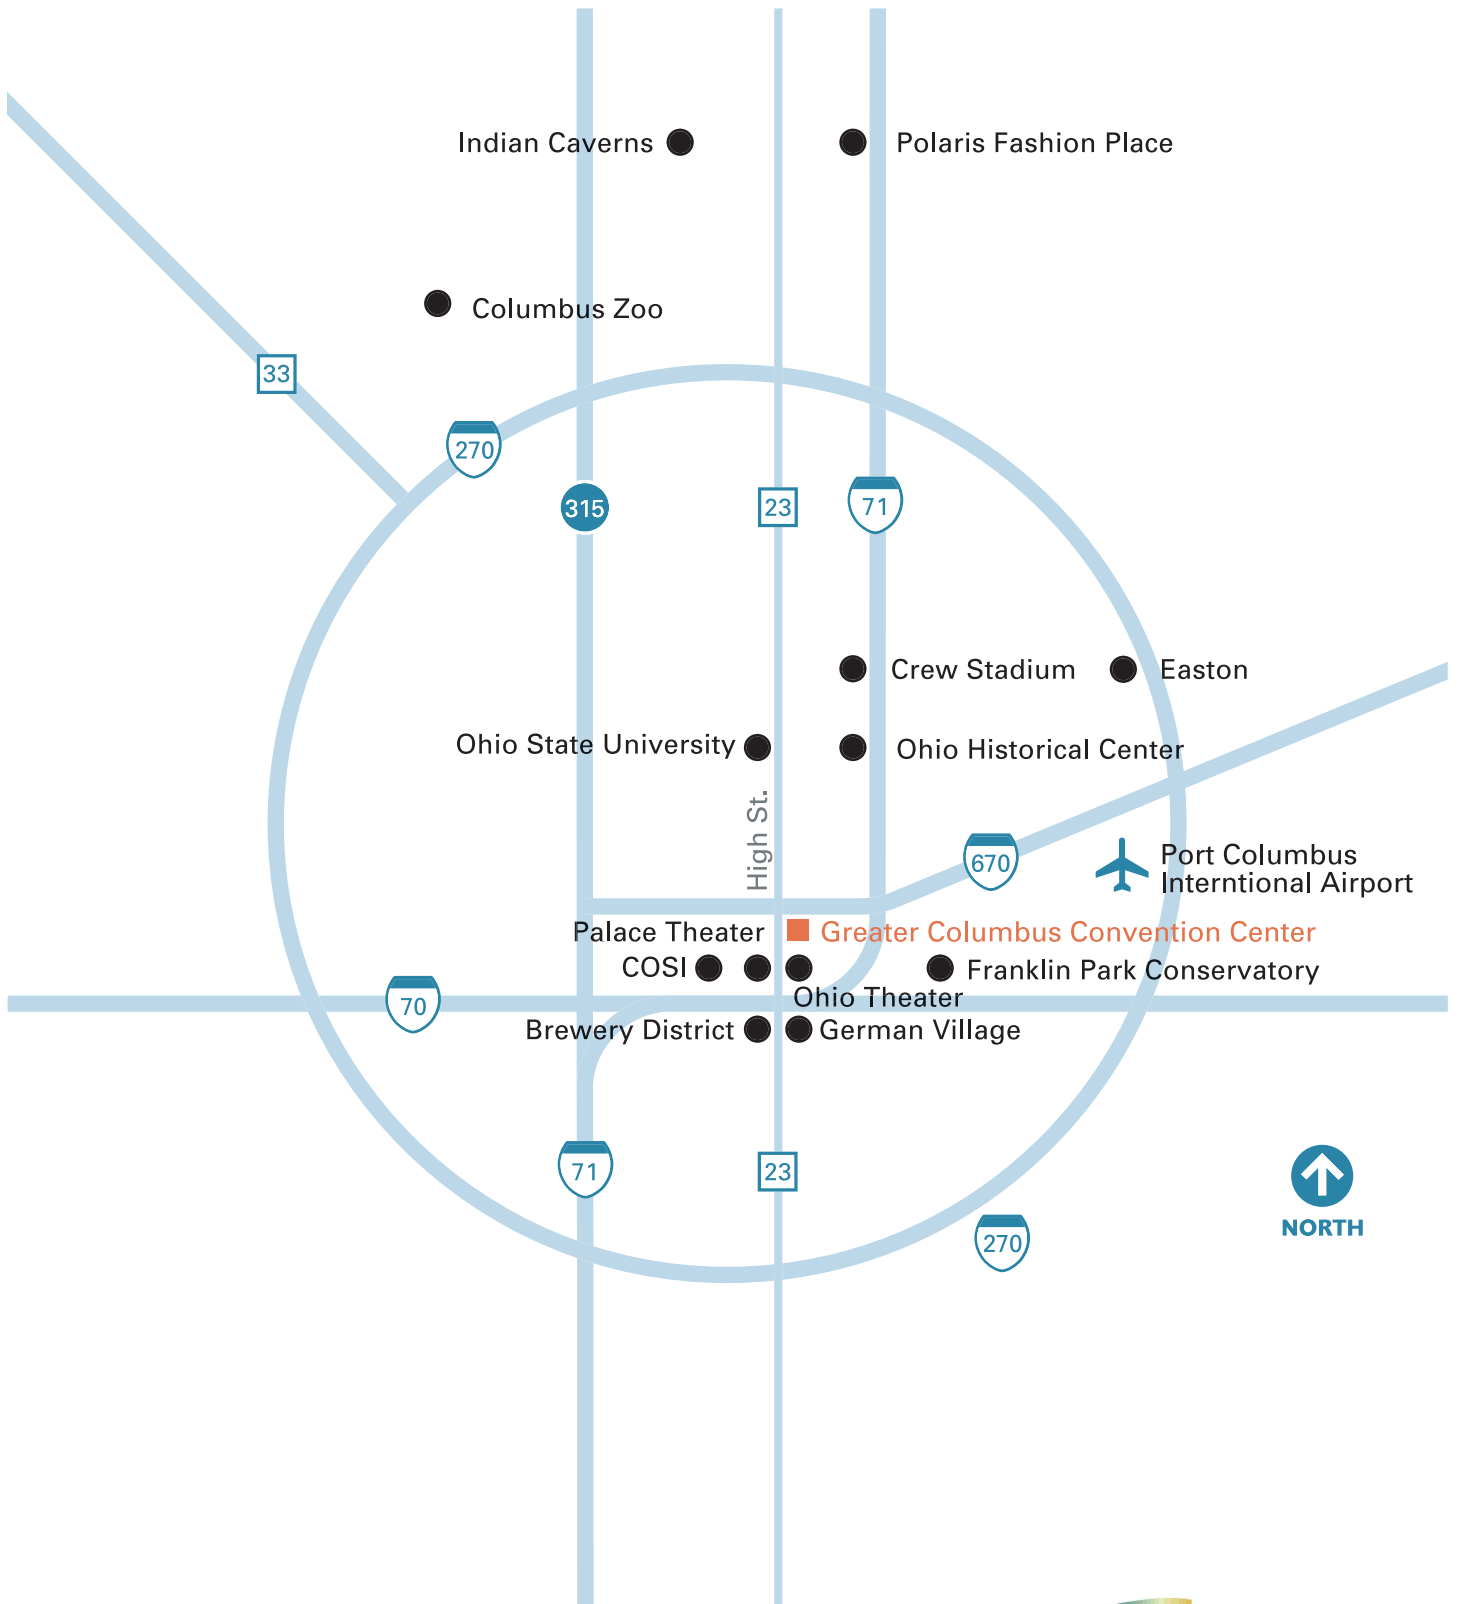 Indian Caverns
Polaris Fashion Place
Columbus Zoo
33
270
315
23
71
Crew Stadium
Easton
Ohio State University
Ohio Historical Center
High St.
670
Port Columbus
Interntional Airport
Palace Theater
Greater Columbus Convention Center
COSI
Franklin Park Conservatory
70
Ohio Theater
Brewery District
German Village
71
23
270
NORTH